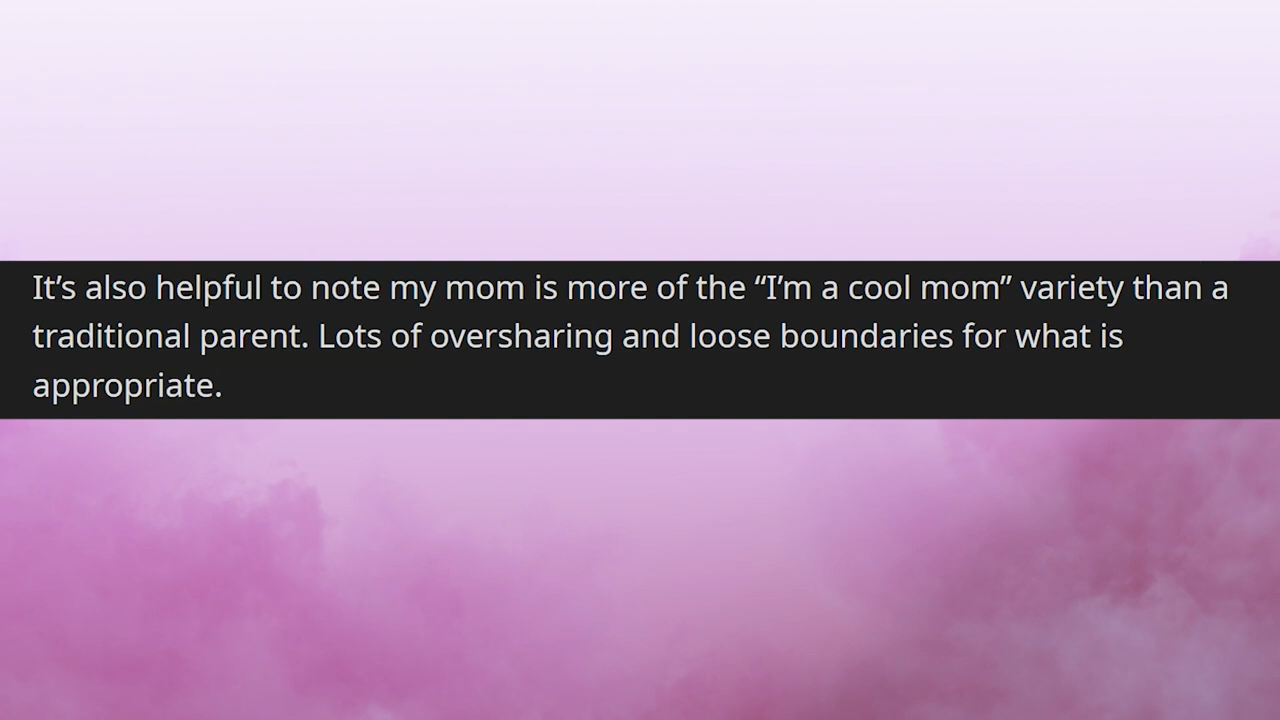 It’s also helpful to note my mom is more of the “I’m a cool mom” variety than a
traditional parent. Lots of oversharing and loose boundaries for what is
appropriate.